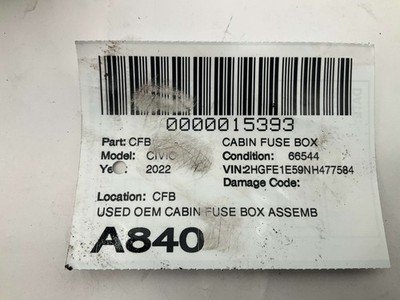 0000015393
Part: CFB CABIN FUSE BOX
Model: CIVIC Condition: 66544
Year: 2022 VIN:2HGFE1E59NH477584
Damage Code:
Location: CFB
USED OEM CABIN FUSE BOX ASSEMB
A840